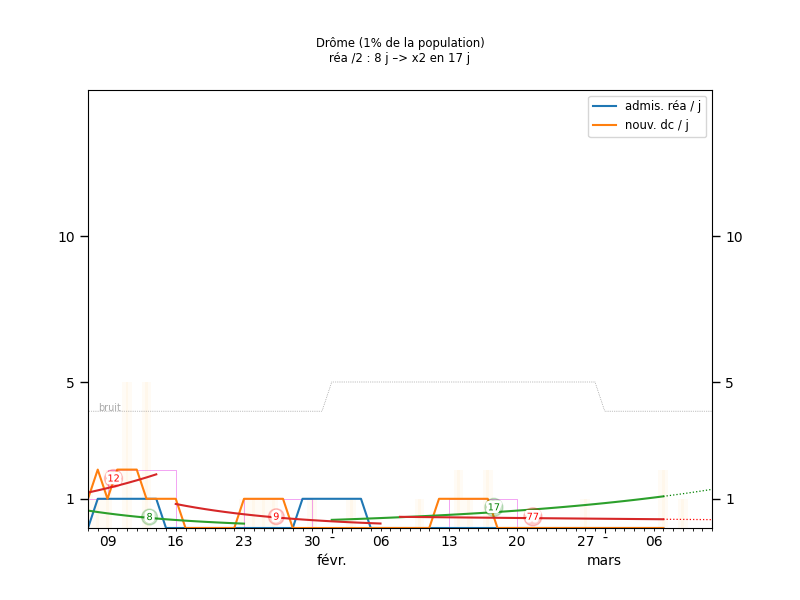 Drôme (1% de la population)
réa /2 : 8 j –> x2 en 17 j
admis. réa / j
nouv. dc / j
10 10
5 5
bruit
12
17
8 9 77
1 1
09 16 23 30 - 06 13 20 27 - 06
févr. mars